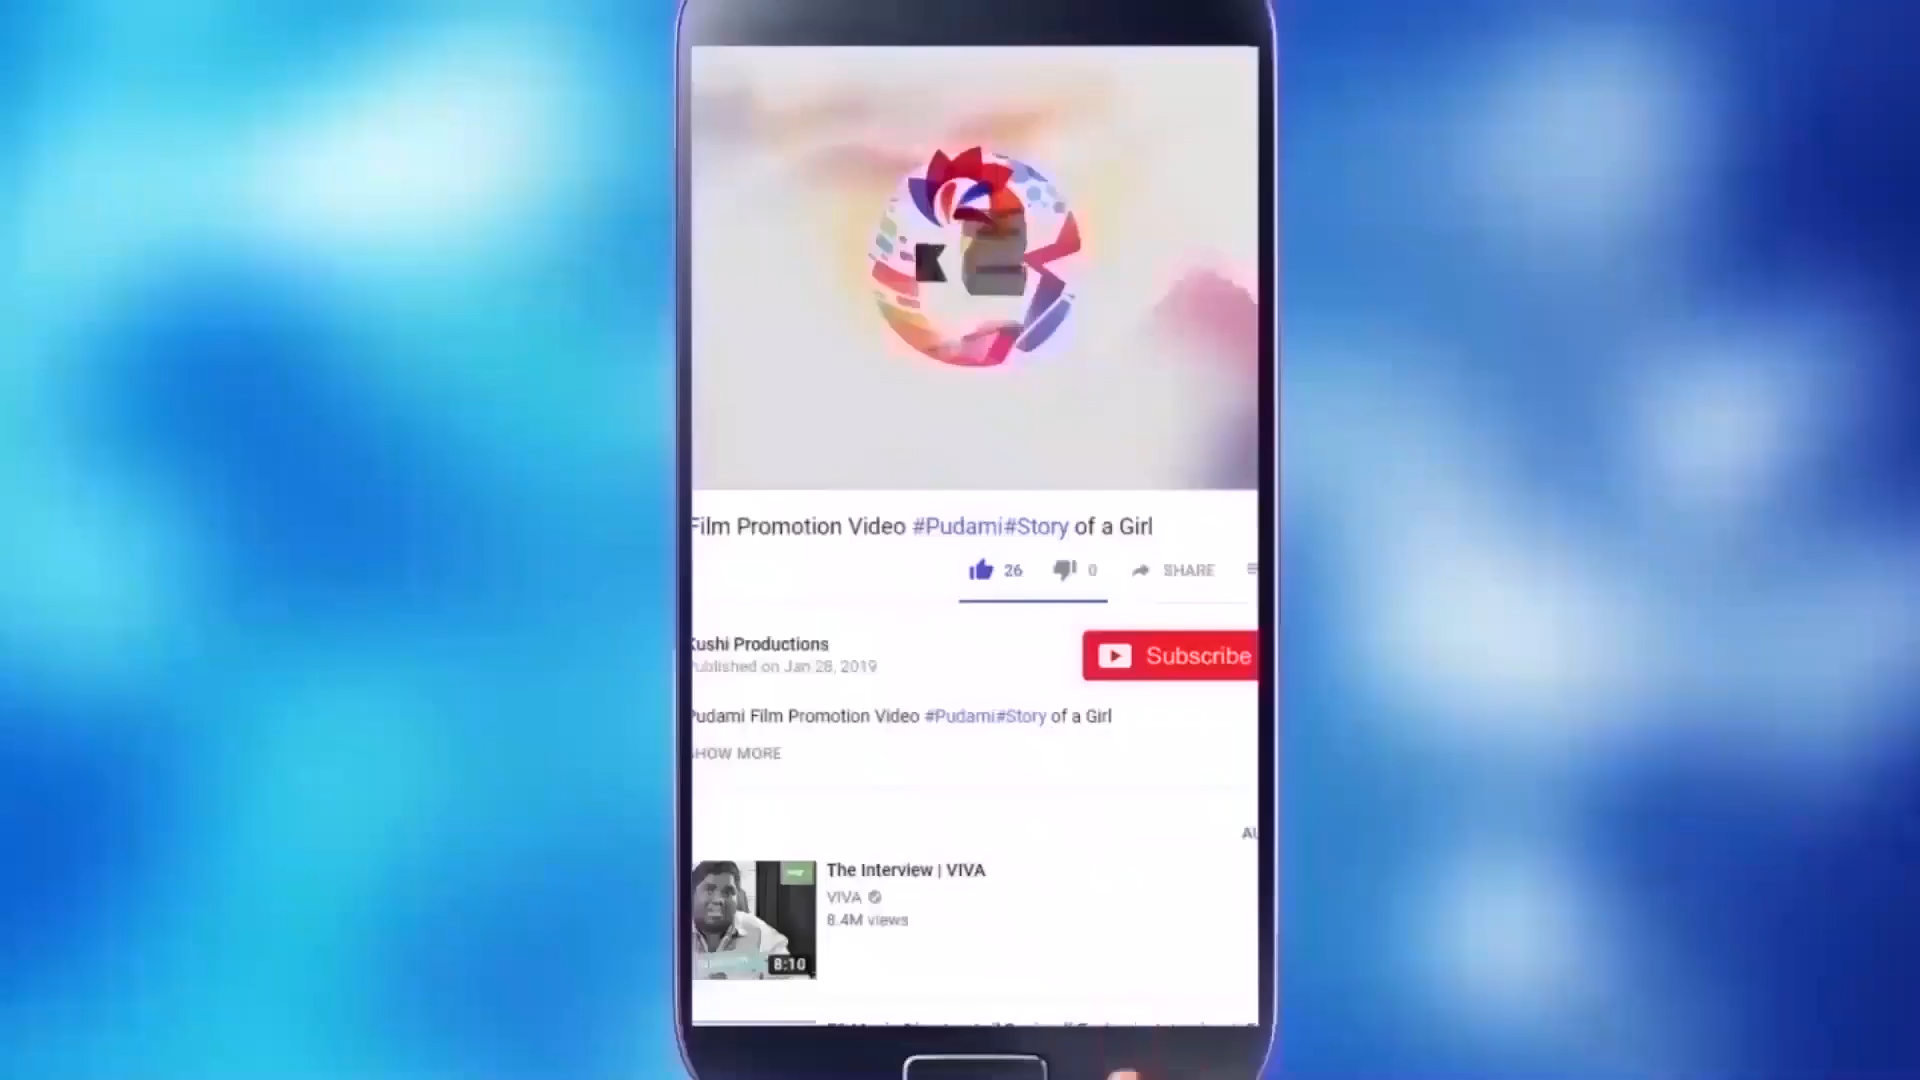 K
Film Promotion Video #Pudami#Story of a Girl
26 0 SHARE
Kushi Productions
Published on Jan 28, 2019
Subscribe
Pudami Film Promotion Video #Pudami#Story of a Girl
SHOW MORE
The Interview | VIVA
VIVA
8.4M views
8:10